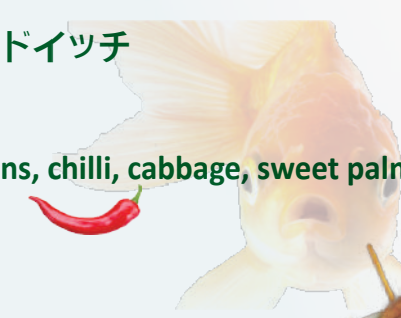 ドイッチ
ns, chilli, cabbage, sweet palm